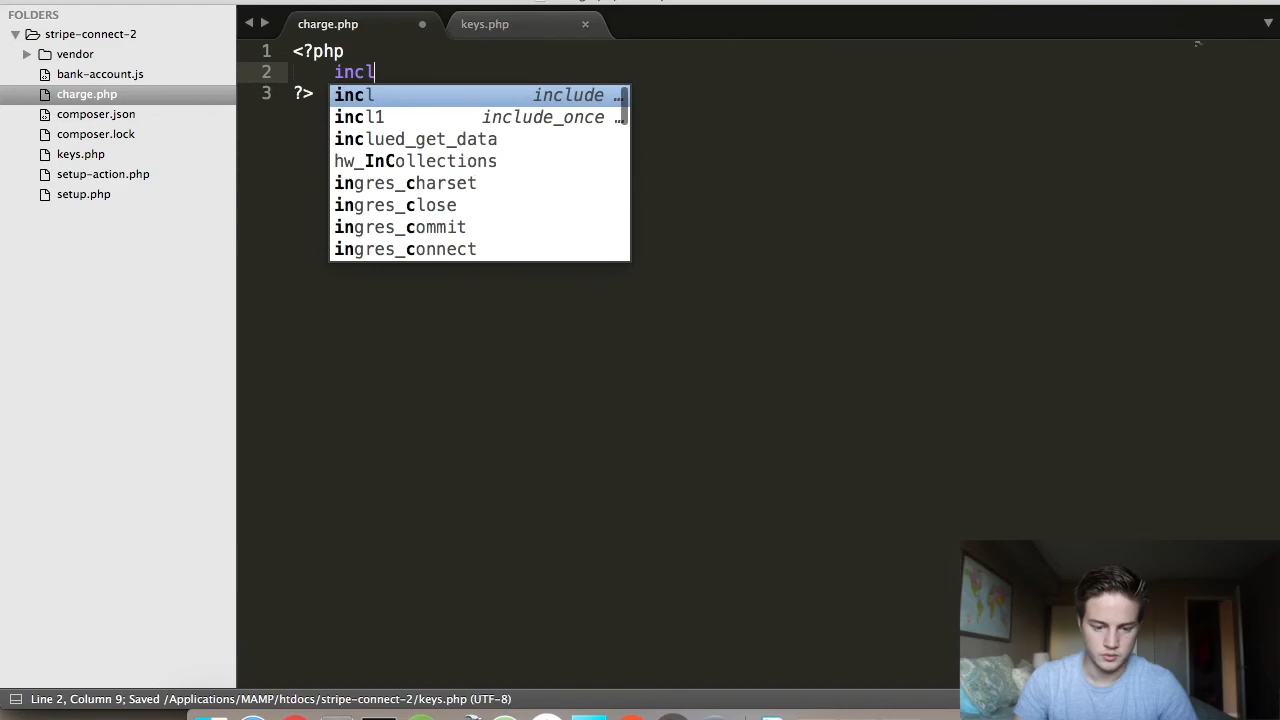 FOLDERS
stripe-connect-2
vendor
bank-account.js
charge.php
composer.json
composer.lock
keys.php
setup-action.php
setup.php
charge.php
keys.php
1 <?php
2 incl
3 ?>
incl include …
incl1 include_once …
inclued_get_data
hw_InCollections
ingres_charset
ingres_close
ingres_commit
ingres_connect
Line 2, Column 9; Saved /Applications/MAMP/htdocs/stripe-connect-2/keys.php (UTF-8)